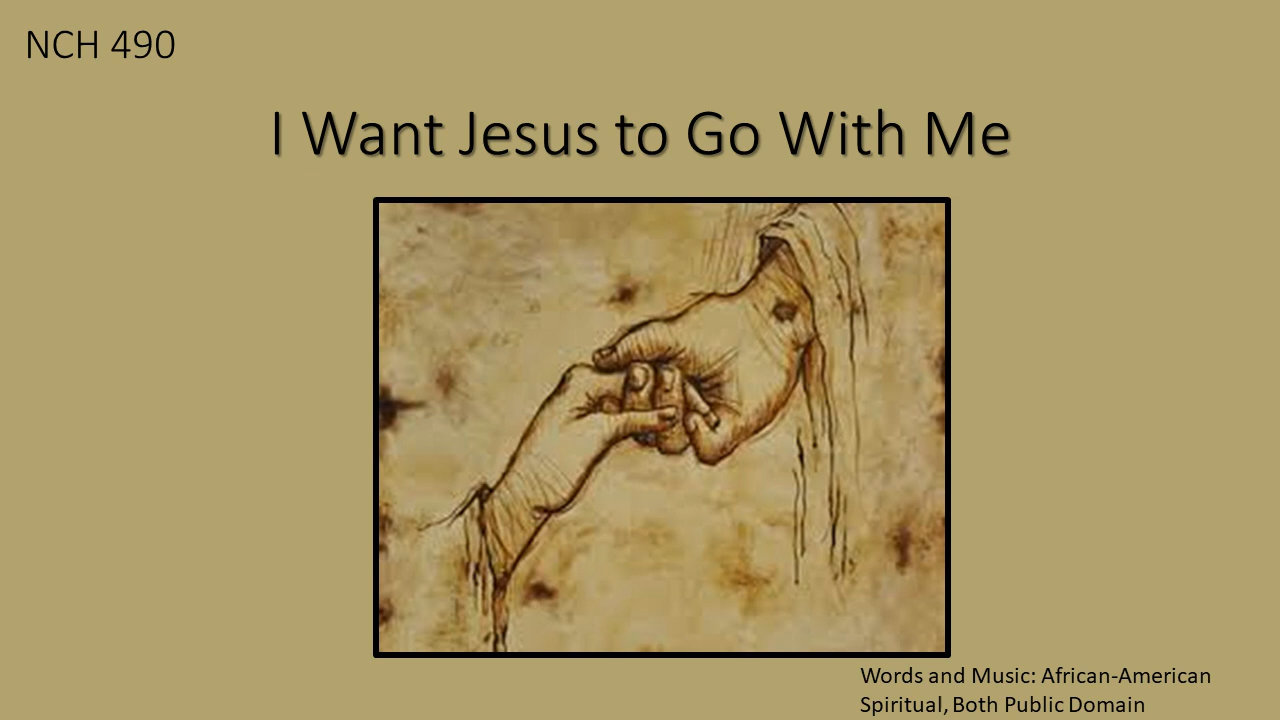 NCH 490
I Want Jesus to Go With Me
Words and Music: African-American
Spiritual, Both Public Domain